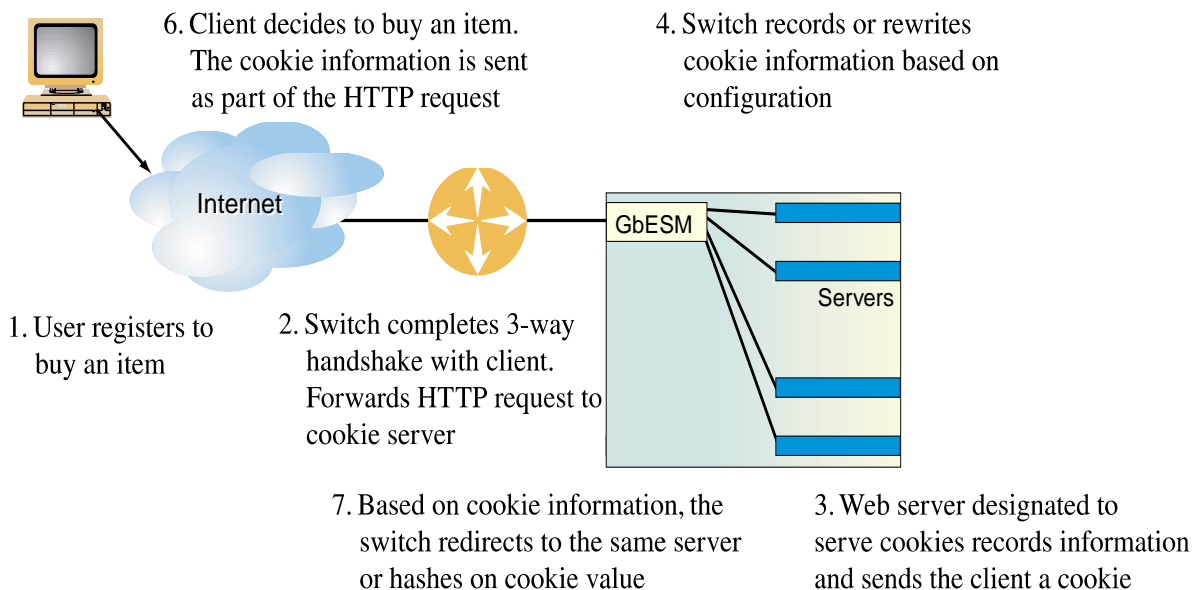 6. Client decides to buy an item.
The cookie information is sent
as part of the HTTP request
4. Switch records or rewrites
cookie information based on
configuration
Internet
GbESM
Servers
1. User registers to
buy an item
2. Switch completes 3-way
handshake with client.
Forwards HTTP request to
cookie server
7. Based on cookie information, the
switch redirects to the same server
or hashes on cookie value
3. Web server designated to
serve cookies records information
and sends the client a cookie